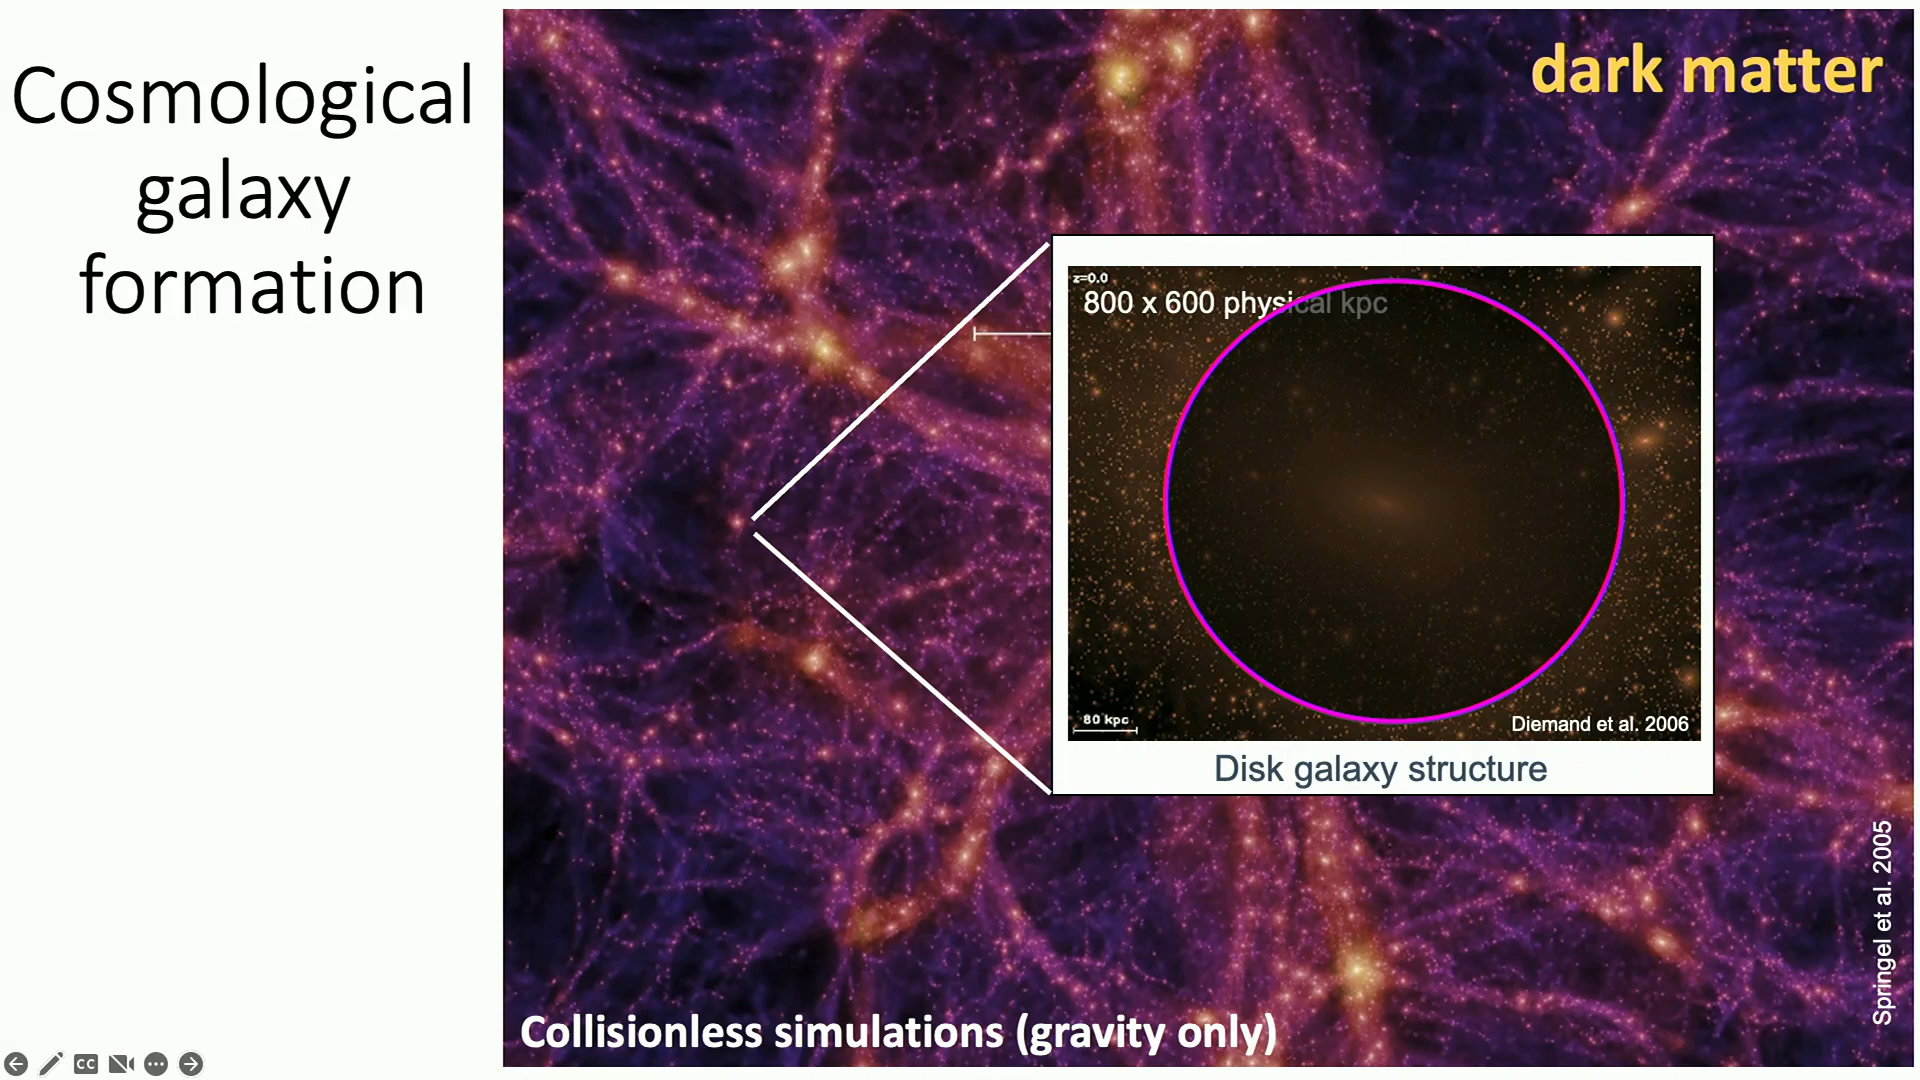 Cosmological
galaxy
formation
dark matter
z=0.0
800 x 600 physical kpc
80 kpc
Diemand et al. 2006
Disk galaxy structure
Springel et al. 2005
Collisionless simulations (gravity only)
CC